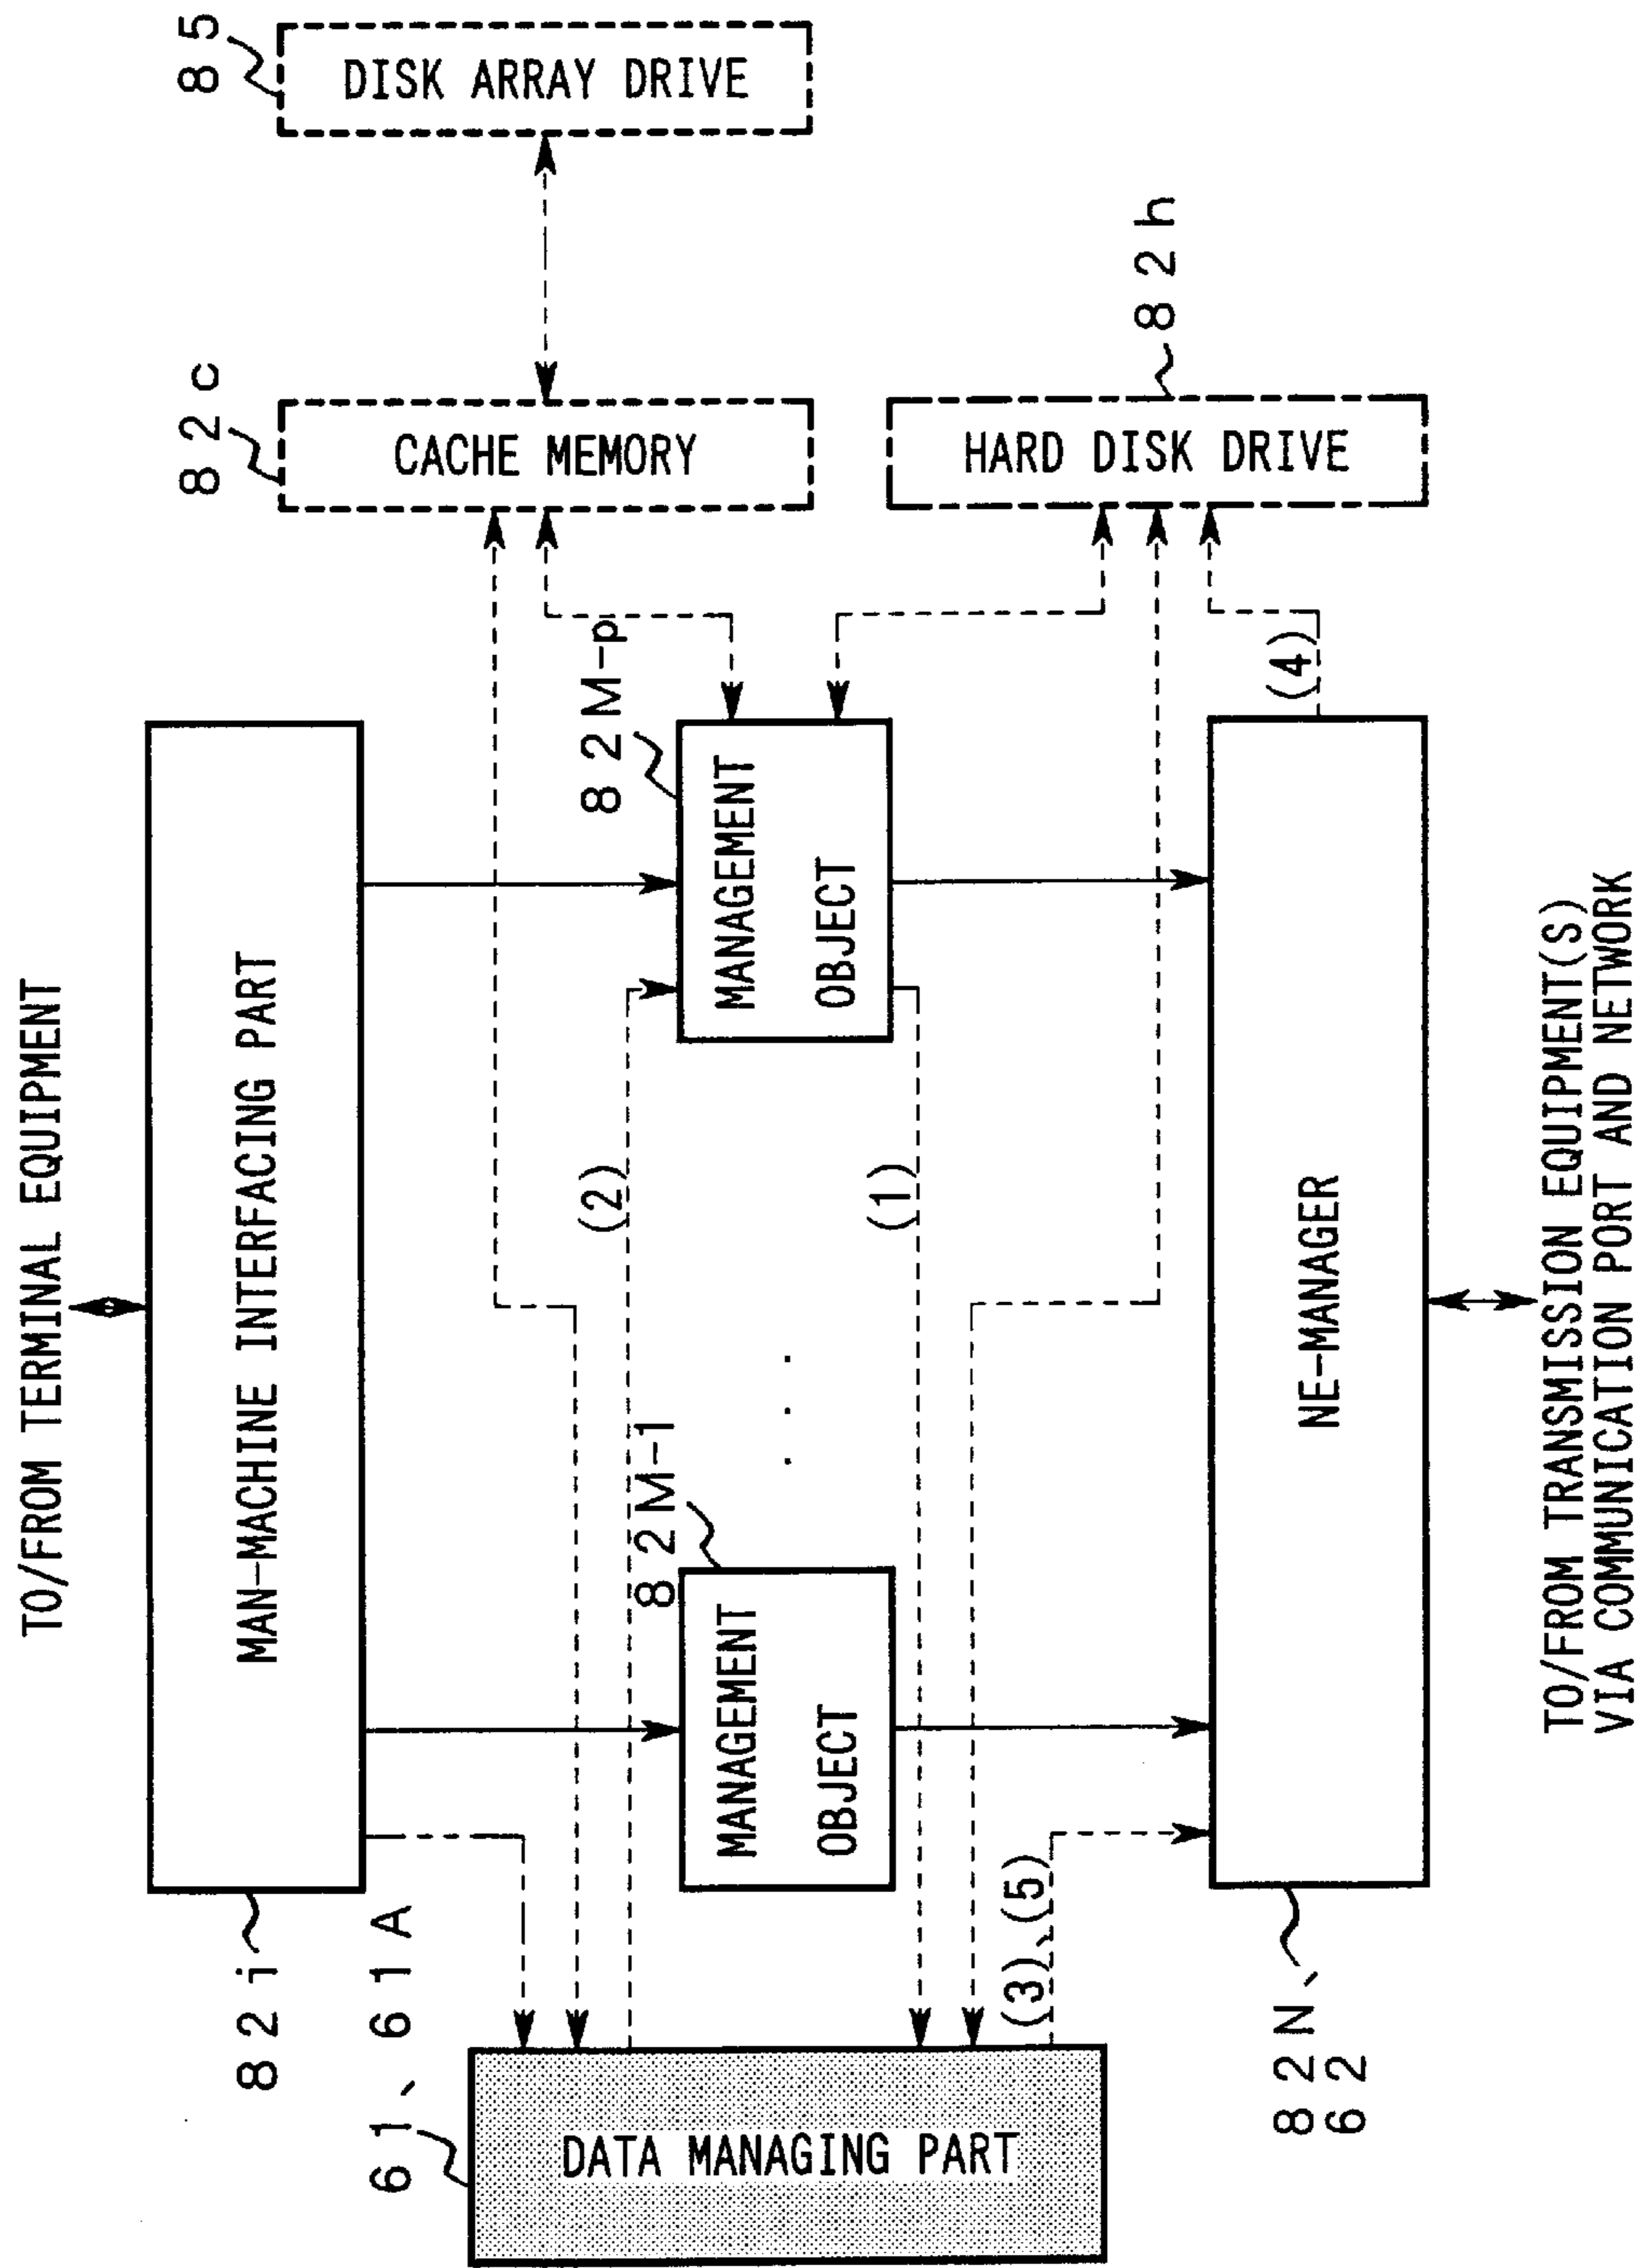 TO/FROM TERMINAL EQUIPMENT
82i
MAN-MACHINE INTERFACING PART
61、61A
82c
85
DISK ARRAY DRIVE
CACHE MEMORY
(2)
82M-p
82M-1
MANAGEMENT
OBJECT
. . .
MANAGEMENT
OBJECT
DATA MANAGING PART
(1)
HARD DISK DRIVE
82h
(3)、(5)
(4)
NE-MANAGER
82N、
62
TO/FROM TRANSMISSION EQUIPMENT(S)
VIA COMMUNICATION PORT AND NETWORK